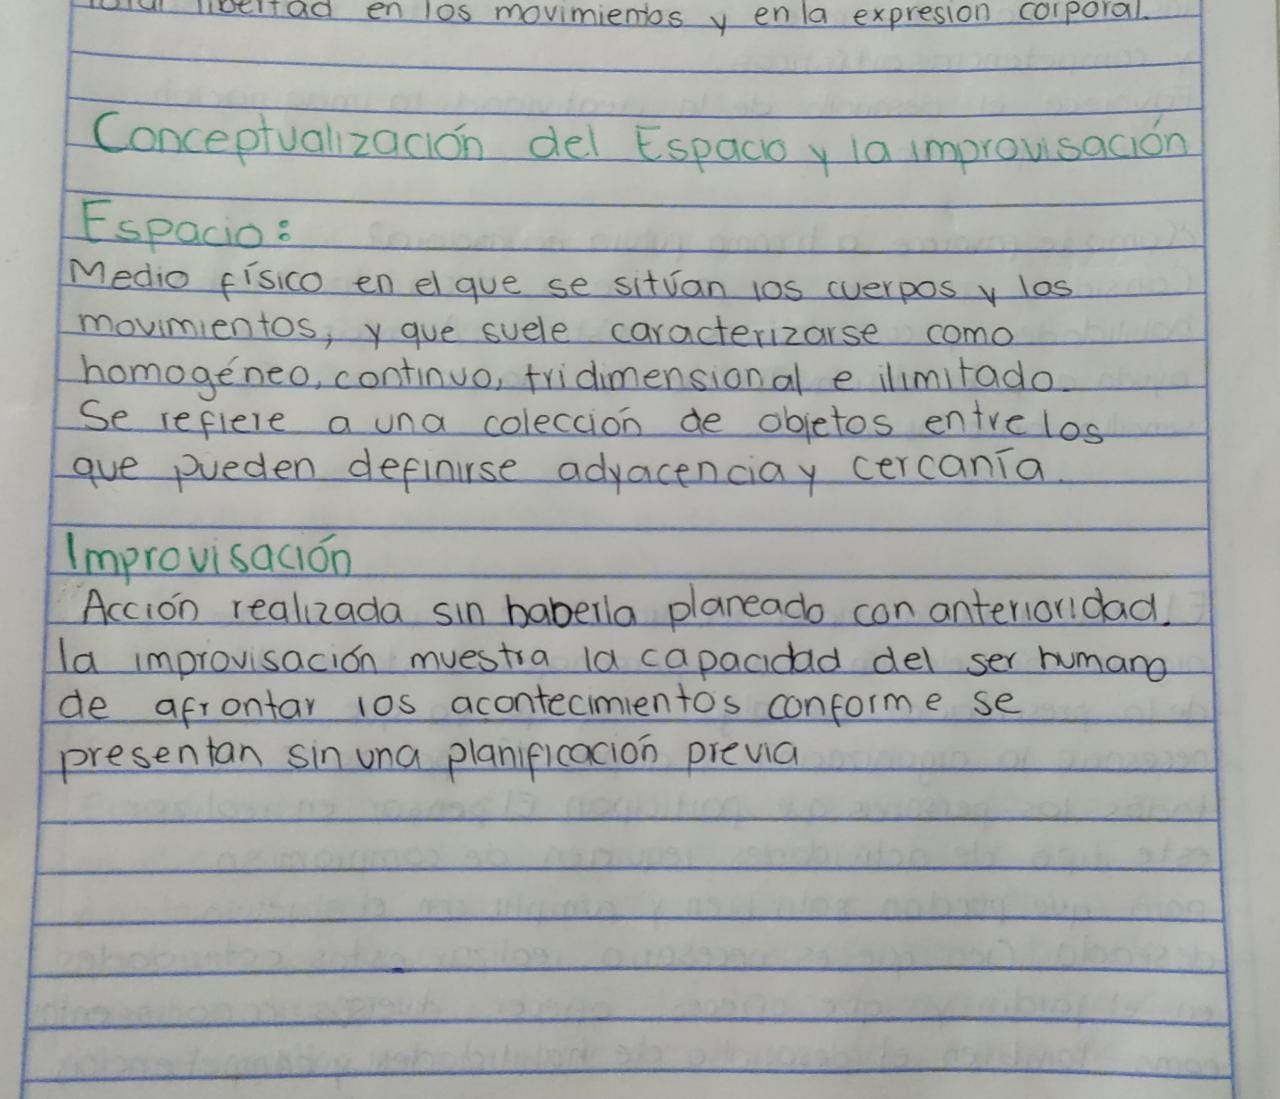 libertad en los movimientos y en la expresión corporal.
Conceptualización del Espacio y la improvisación
Espacio:
Medio físico en el que se sitúan los cuerpos y los
movimientos, y que suele caracterizarse como
homogéneo, continuo, tridimensional e ilimitado.
Se refiere a una colección de objetos entre los
que pueden definirse adyacencia y cercanía.
Improvisación
Acción realizada sin haberla planeado con anterioridad.
la improvisación muestra la capacidad del ser humano
de afrontar los acontecimientos conforme se
presentan sin una planificación previa